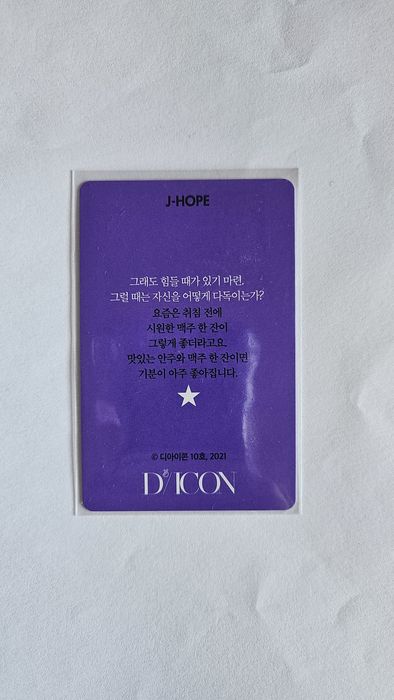 J-HOPE
그래도 힘들 때가 있기 마련.
그럴 때는 자신을 어떻게 다독이는가?
요즘은 취침 전에
시원한 맥주 한 잔이
그렇게 좋더라고요.
맛있는 안주와 맥주 한 잔이면
기분이 아주 좋아집니다.
© 디아이콘 10호, 2021
D/ICON